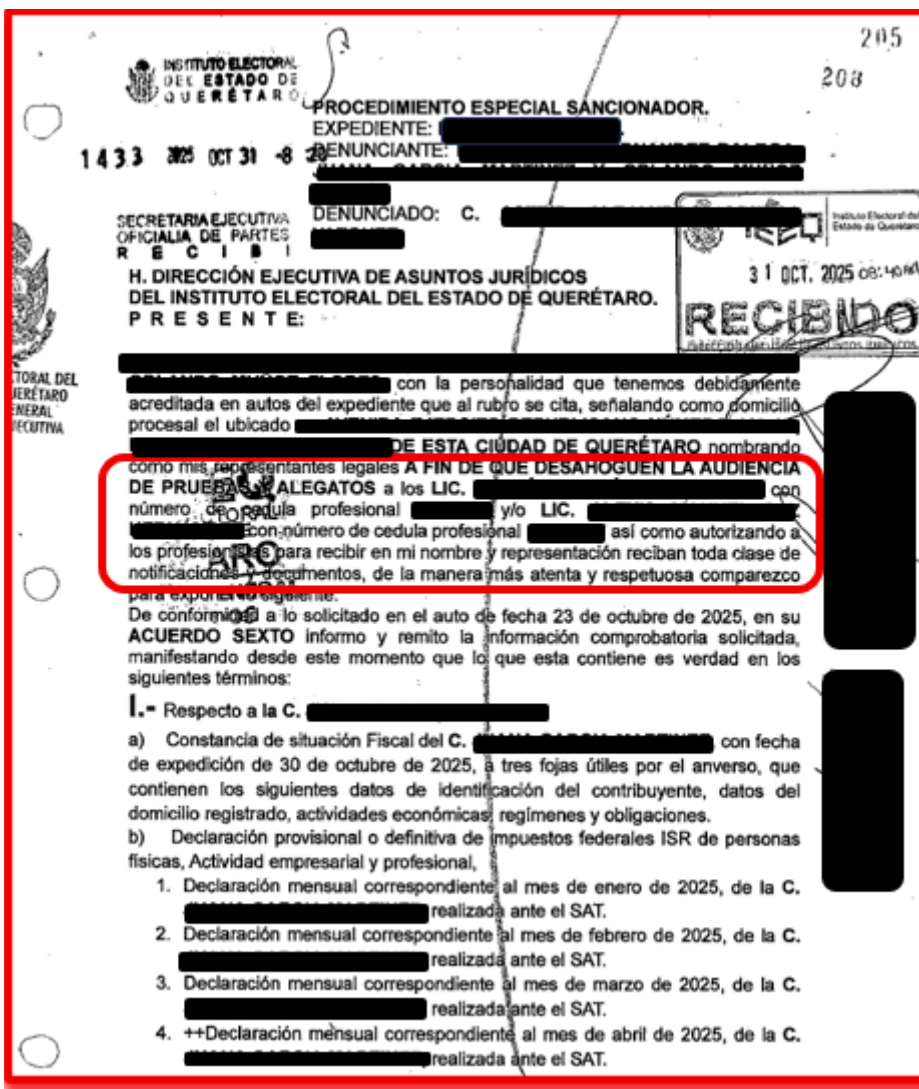 205
208
INSTITUTO ELECTORAL
DEL ESTADO DE
QUERÉTARO
PROCEDIMIENTO ESPECIAL SANCIONADOR.
EXPEDIENTE:
1433 2025 OCT 31 -8
DENUNCIANTE:
SECRETARIA EJECUTIVA
OFICIALIA DE PARTES
RECIBI
DENUNCIADO: C.
IEEQ
Instituto Electoral del
Estado de Querétaro
31 OCT. 2025 08:40
RECIBIDO
H. DIRECCIÓN EJECUTIVA DE ASUNTOS JURÍDICOS
DEL INSTITUTO ELECTORAL DEL ESTADO DE QUERÉTARO.
P R E S E N T E:
con la personalidad que tenemos debidamente
acreditada en autos del expediente que al rubro se cita, señalando como domicilio
procesal el ubicado
DE ESTA CIUDAD DE QUERÉTARO nombrando
como mis representantes legales A FIN DE QUE DESAHOGUEN LA AUDIENCIA
DE PRUEBAS Y ALEGATOS a los LIC. con
número de cedula profesional y/o LIC.
con número de cedula profesional así como autorizando a
los profesionistas para recibir en mi nombre y representación reciban toda clase de
notificaciones y documentos, de la manera más atenta y respetuosa comparezco
para exponer lo siguiente:
De conformidad a lo solicitado en el auto de fecha 23 de octubre de 2025, en su
ACUERDO SEXTO informo y remito la información comprobatoria solicitada,
manifestando desde este momento que lo que esta contiene es verdad en los
siguientes términos:
I.- Respecto a la C.
a) Constancia de situación Fiscal del C. con fecha
de expedición de 30 de octubre de 2025, a tres fojas útiles por el anverso, que
contienen los siguientes datos de identificación del contribuyente, datos del
domicilio registrado, actividades económicas, regímenes y obligaciones.
b) Declaración provisional o definitiva de impuestos federales ISR de personas
físicas, Actividad empresarial y profesional,
1. Declaración mensual correspondiente al mes de enero de 2025, de la C.
realizada ante el SAT.
2. Declaración mensual correspondiente al mes de febrero de 2025, de la C.
realizada ante el SAT.
3. Declaración mensual correspondiente al mes de marzo de 2025, de la C.
realizada ante el SAT.
4. ++Declaración mensual correspondiente al mes de abril de 2025, de la C.
realizada ante el SAT.